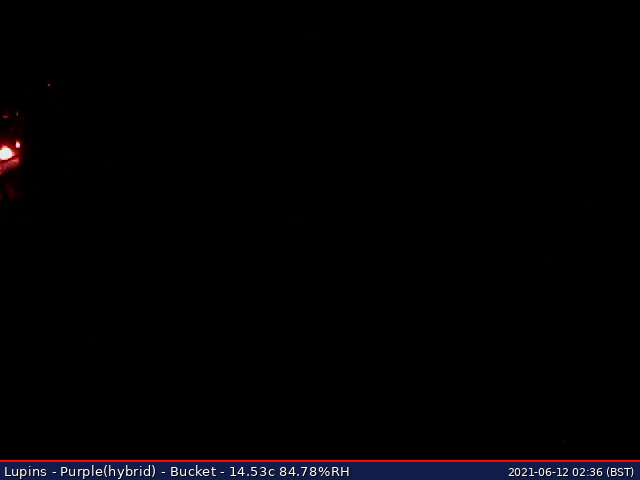 Lupins - Purple(hybrid) - Bucket - 14.53c 84.78%RH
2021-06-12 02:36 (BST)